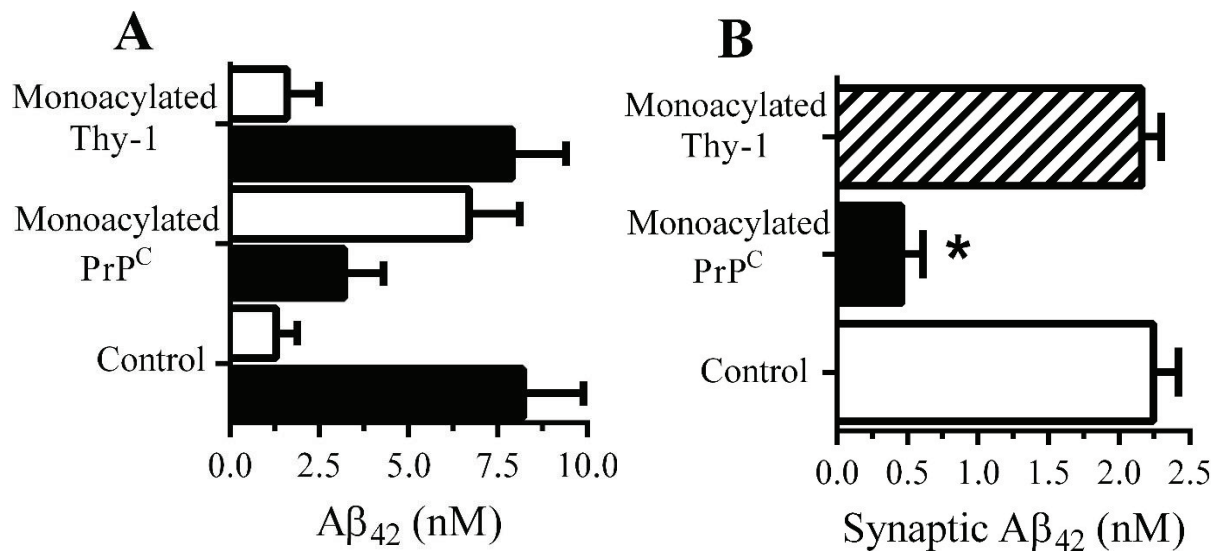 A
Monoacylated
Thy-1
Monoacylated
PrP^C
Control
0.0 2.5 5.0 7.5 10.0
Aβ₄₂ (nM)
B
Monoacylated
Thy-1
Monoacylated
PrP^C
*
Control
0.0 0.5 1.0 1.5 2.0 2.5
Synaptic Aβ₄₂ (nM)